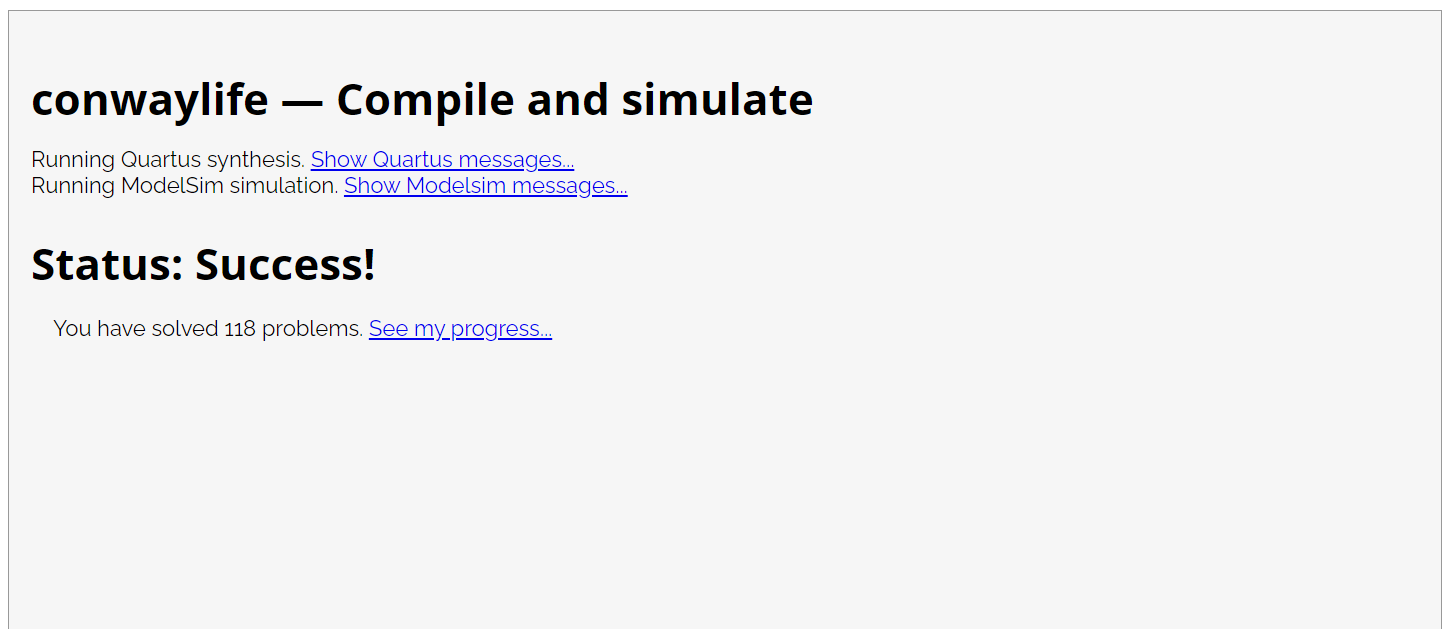 conwaylife — Compile and simulate
Running Quartus synthesis. Show Quartus messages...
Running ModelSim simulation. Show Modelsim messages...
Status: Success!
You have solved 118 problems. See my progress...